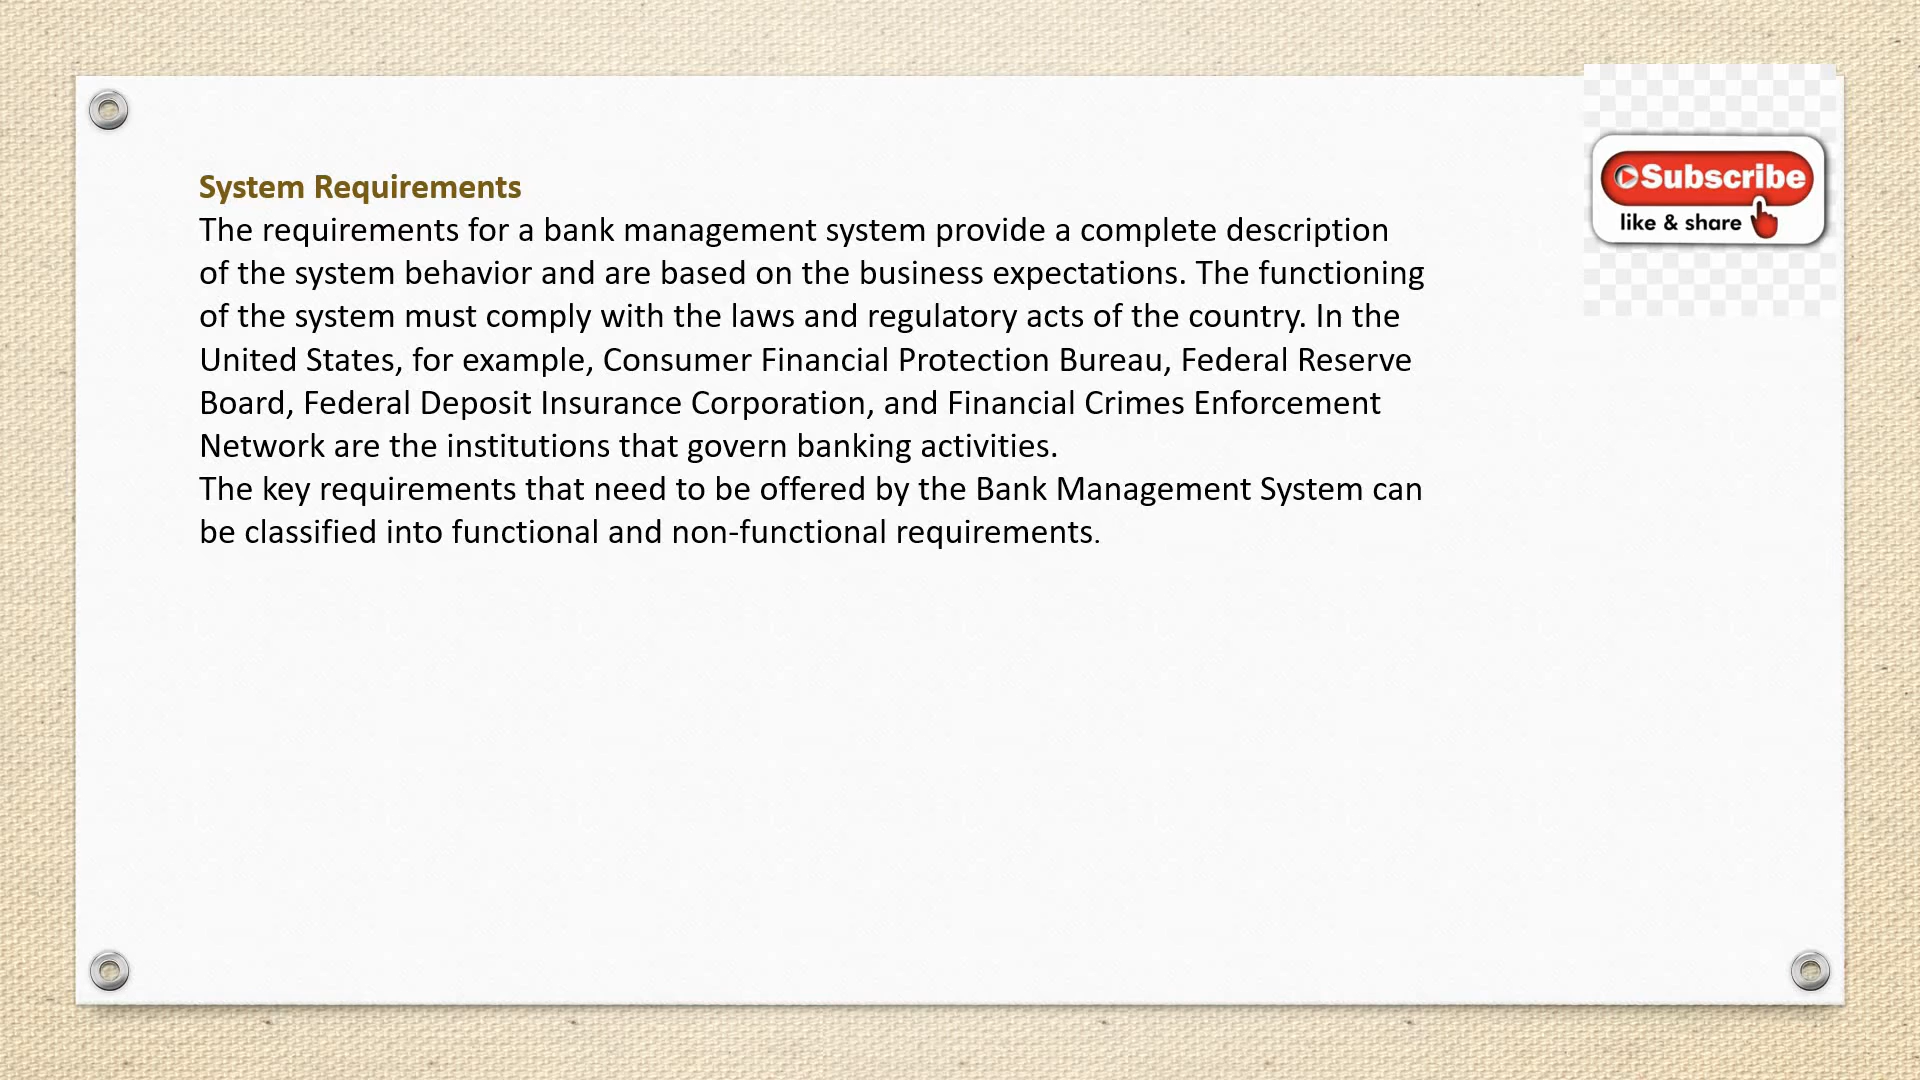 System Requirements
The requirements for a bank management system provide a complete description
of the system behavior and are based on the business expectations. The functioning
of the system must comply with the laws and regulatory acts of the country. In the
United States, for example, Consumer Financial Protection Bureau, Federal Reserve
Board, Federal Deposit Insurance Corporation, and Financial Crimes Enforcement
Network are the institutions that govern banking activities.
The key requirements that need to be offered by the Bank Management System can
be classified into functional and non-functional requirements.
Subscribe
like & share